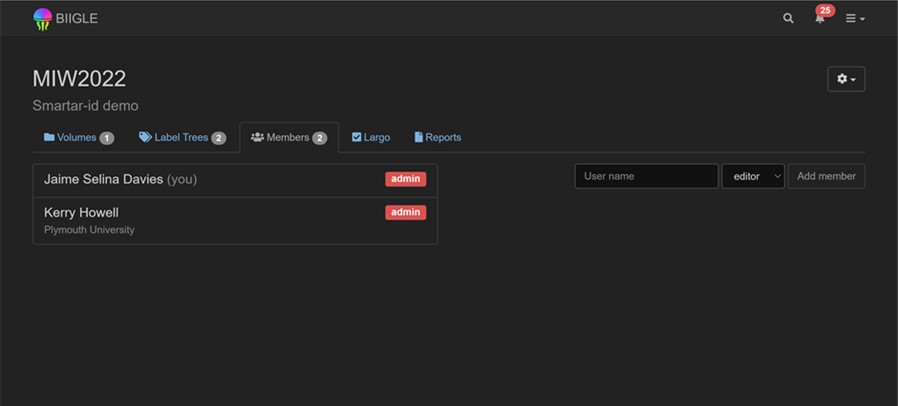 BIIGLE
25
MIW2022
Smartar-id demo
Volumes 1 Label Trees 2 Members 2 Largo Reports
Jaime Selina Davies (you) admin
User name editor Add member
Kerry Howell admin
Plymouth University